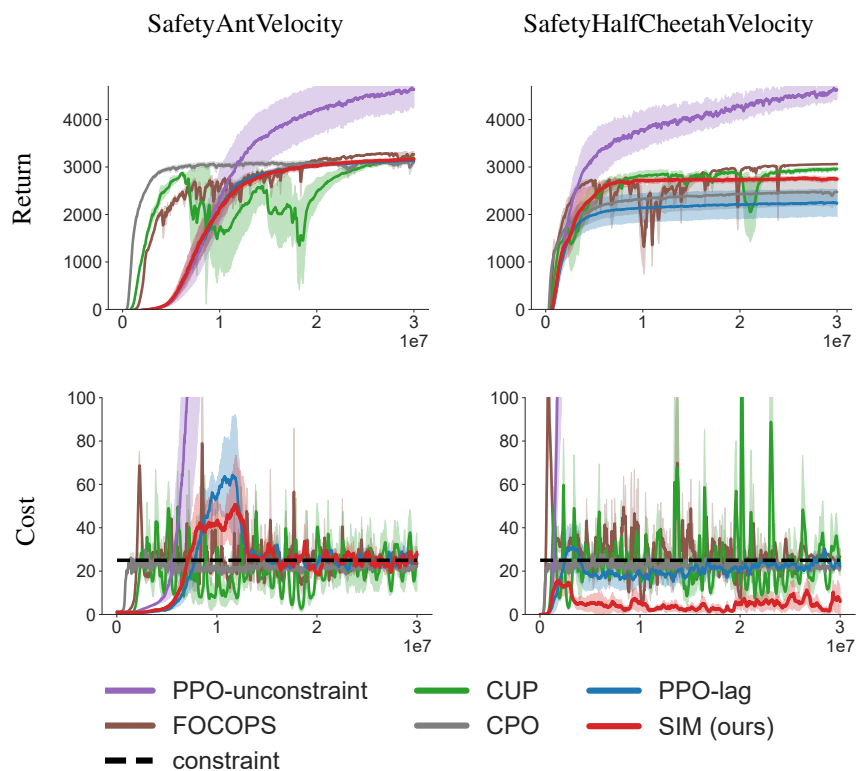 SafetyAntVelocity SafetyHalfCheetahVelocity
Return
4000
3000
2000
1000
0
0 1 2 3
1e7
4000
3000
2000
1000
0
0 1 2 3
1e7
Cost
100
80
60
40
20
0
0 1 2 3
1e7
100
80
60
40
20
0
0 1 2 3
1e7
PPO-unconstraint CUP PPO-lag
FOCOPS CPO SIM (ours)
constraint